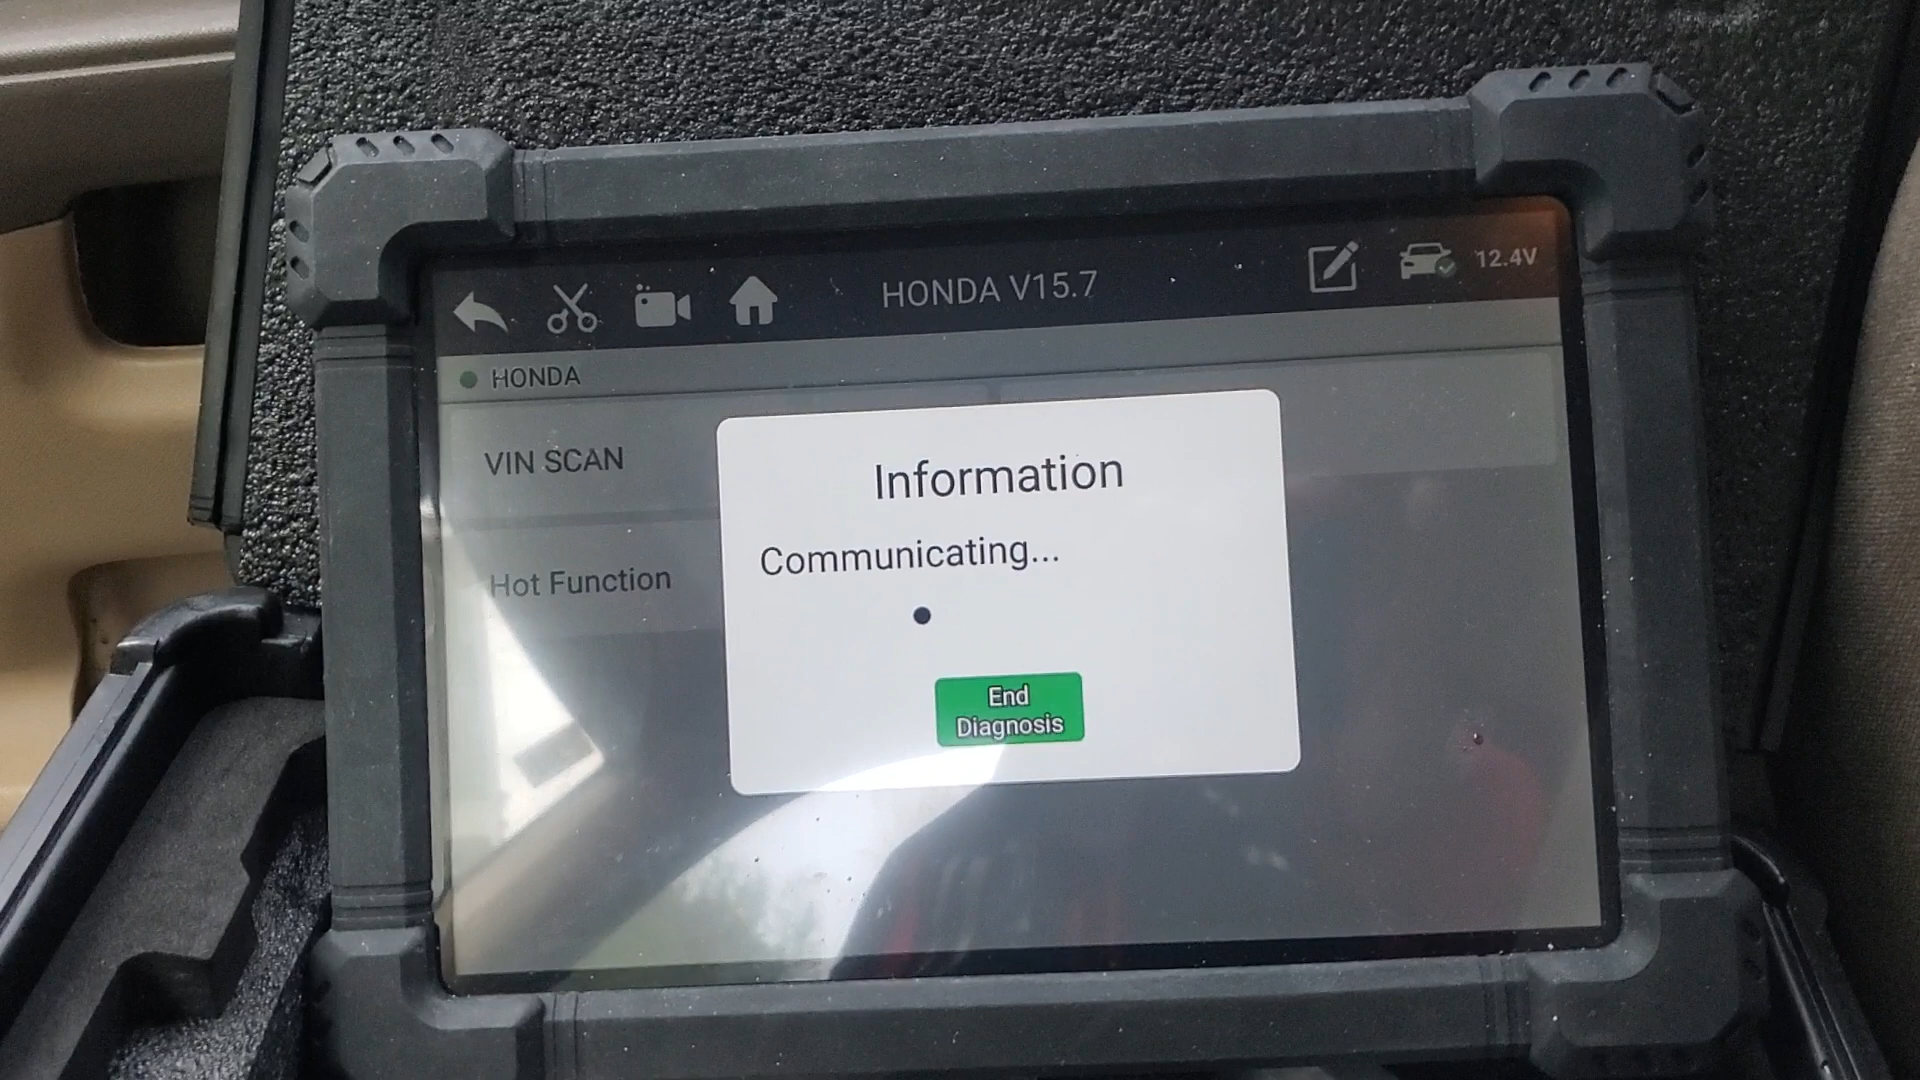 HONDA V15.7
12.4V
HONDA
VIN SCAN
Hot Function
Information
Communicating...
End
Diagnosis